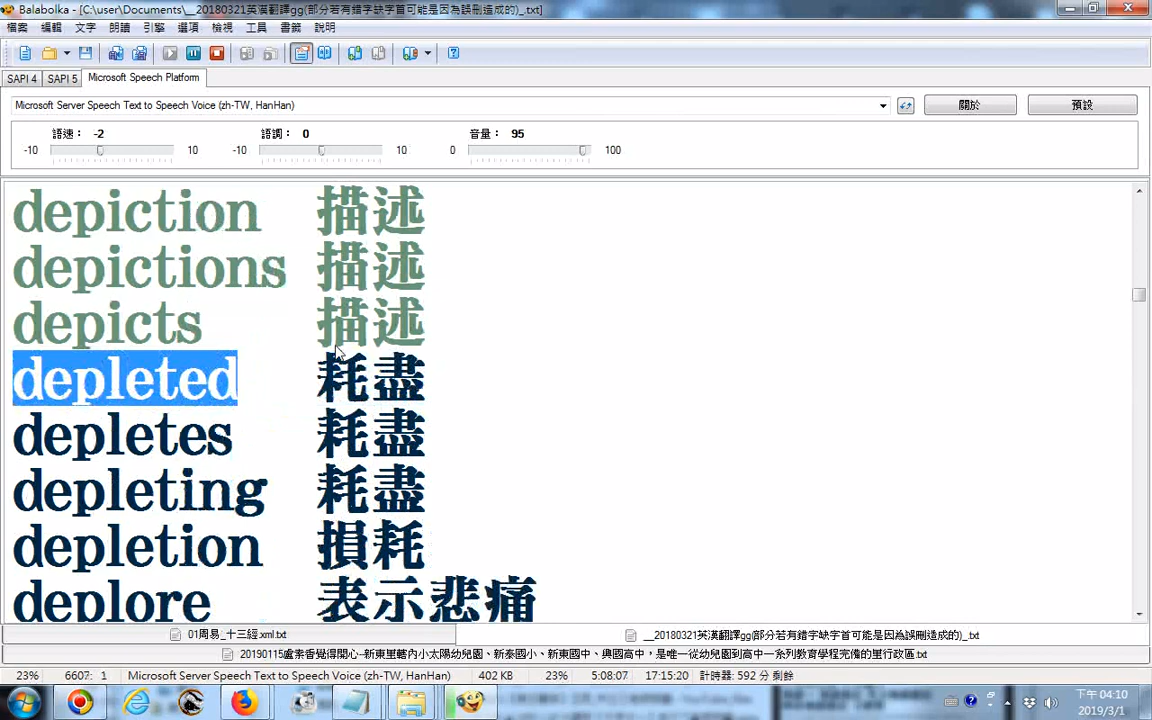 Balabolka - [C:\user\Documents\__20180321英漢翻譯gg(部分若有錯字缺字首可能是因為誤刪造成的)_.txt]
檔案 編輯 文字 朗讀 引擎 選項 檢視 工具 書籤 說明
SAPI 4 SAPI 5 Microsoft Speech Platform
Microsoft Server Speech Text to Speech Voice (zh-TW, HanHan) 關於 預設
語速: -2 語調: 0 音量: 95
-10 10 -10 10 0 100
depiction 描述
depictions 描述
depicts 描述
depleted 耗盡
depletes 耗盡
depleting 耗盡
depletion 損耗
deplore 表示悲痛
01周易_十三經.xml.txt __20180321英漢翻譯gg(部分若有錯字缺字首可能是因為誤刪造成的)_.txt
20190115盧素香覺得開心--新東里轄內小太陽幼兒園、新泰國小、新東國中、興國高中，是唯一從幼兒園到高中一系列教育學程完備的里行政區.txt
23% 6607: 1 Microsoft Server Speech Text to Speech Voice (zh-TW, HanHan) 402 KB 23% 5:08:07 17:15:20 計時器: 592 分 剩餘
下午 04:10
2019/3/1